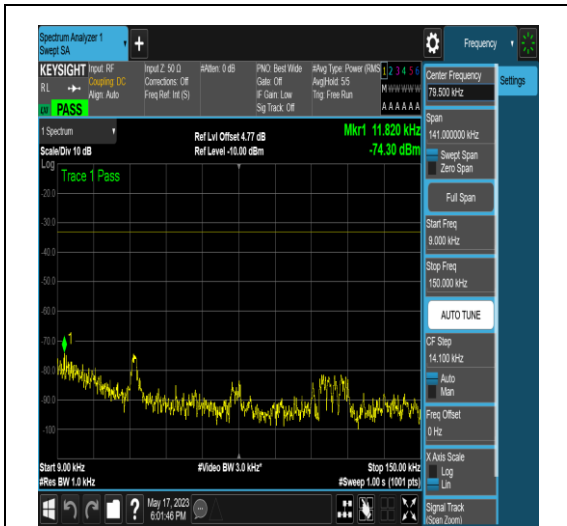 Spectrum Analyzer 1
Swept SA
+
Frequency
KEYSIGHT
RL
PASS
Input: RF
Coupling: DC
Align: Auto
Input Z: 50 Ω
Corrections: Off
Freq Ref: Int (S)
#Atten: 0 dB
PNO: Best Wide
Gate: Off
IF Gain: Low
Sig Track: Off
#Avg Type: Power (RMS
Avg|Hold: 5/5
Trig: Free Run
1 2 3 4 5 6
M W W W W W
A A A A A A
Center Frequency
79.500 kHz
Settings
Span
141.000000 kHz
Swept Span
Zero Span
Full Span
Start Freq
9.000 kHz
Stop Freq
150.000 kHz
AUTO TUNE
CF Step
14.100 kHz
Auto
Man
Freq Offset
0 Hz
X Axis Scale
Log
Lin
Signal Track
(Span Zoom)
1 Spectrum
Scale/Div 10 dB
Ref Lvl Offset 4.77 dB
Ref Level -10.00 dBm
Mkr1 11.820 kHz
-74.30 dBm
Log
Trace 1 Pass
-20.0
-30.0
-40.0
-50.0
-60.0
-70.0
1
-80.0
-90.0
-100
Start 9.00 kHz
#Res BW 1.0 kHz
#Video BW 3.0 kHz*
Stop 150.00 kHz
#Sweep 1.00 s (1001 pts)
?
May 17, 2023
6:01:46 PM